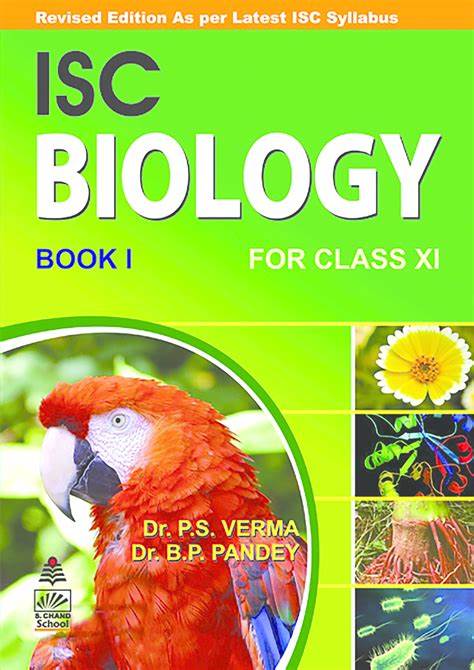 Revised Edition As per Latest ISC Syllabus
ISC
BIOLOGY
BOOK I
FOR CLASS XI
Dr. P.S. VERMA
Dr. B.P. PANDEY
S. CHAND
School